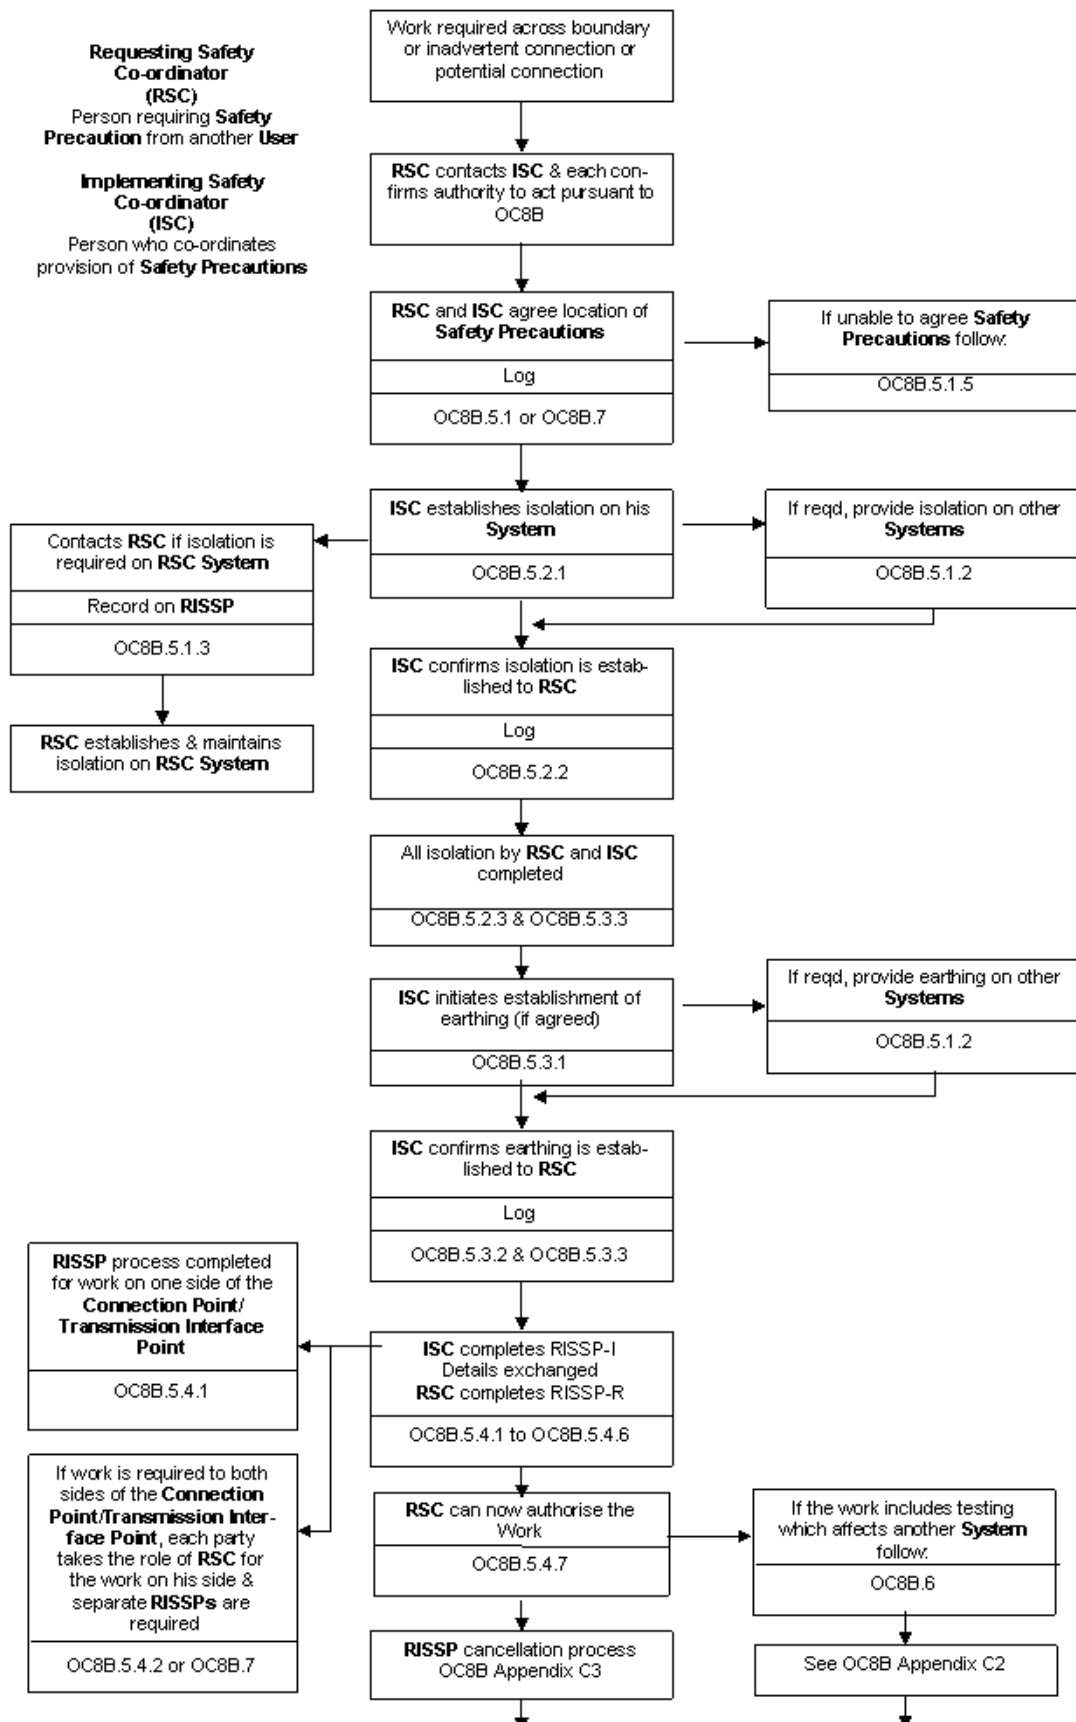 Work required across boundary
or inadvertent connection or
potential connection
Requesting Safety
Co-ordinator
(RSC)
Person requiring Safety
Precaution from another User
Implementing Safety
Co-ordinator
(ISC)
Person who co-ordinates
provision of Safety Precautions
RSC contacts ISC & each con-
firms authority to act pursuant to
OC8B
RSC and ISC agree location of
Safety Precautions
Log
OC8B.5.1 or OC8B.7
If unable to agree Safety
Precautions follow:
OC8B.5.1.5
ISC establishes isolation on his
System
OC8B.5.2.1
If reqd, provide isolation on other
Systems
OC8B.5.1.2
Contacts RSC if isolation is
required on RSC System
Record on RISSP
OC8B.5.1.3
RSC establishes & maintains
isolation on RSC System
ISC confirms isolation is estab-
lished to RSC
Log
OC8B.5.2.2
All isolation by RSC and ISC
completed
OC8B.5.2.3 & OC8B.5.3.3
ISC initiates establishment of
earthing (if agreed)
OC8B.5.3.1
If reqd, provide earthing on other
Systems
OC8B.5.1.2
ISC confirms earthing is estab-
lished to RSC
Log
OC8B.5.3.2 & OC8B.5.3.3
RISSP process completed
for work on one side of the
Connection Point/
Transmission Interface
Point
OC8B.5.4.1
ISC completes RISSP-I
Details exchanged
RSC completes RISSP-R
OC8B.5.4.1 to OC8B.5.4.6
If work is required to both
sides of the Connection
Point/Transmission Inter-
face Point, each party
takes the role of RSC for
the work on his side &
separate RISSPs are
required
OC8B.5.4.2 or OC8B.7
RSC can now authorise the
Work
OC8B.5.4.7
If the work includes testing
which affects another System
follow:
OC8B.6
RISSP cancellation process
OC8B Appendix C3
See OC8B Appendix C2